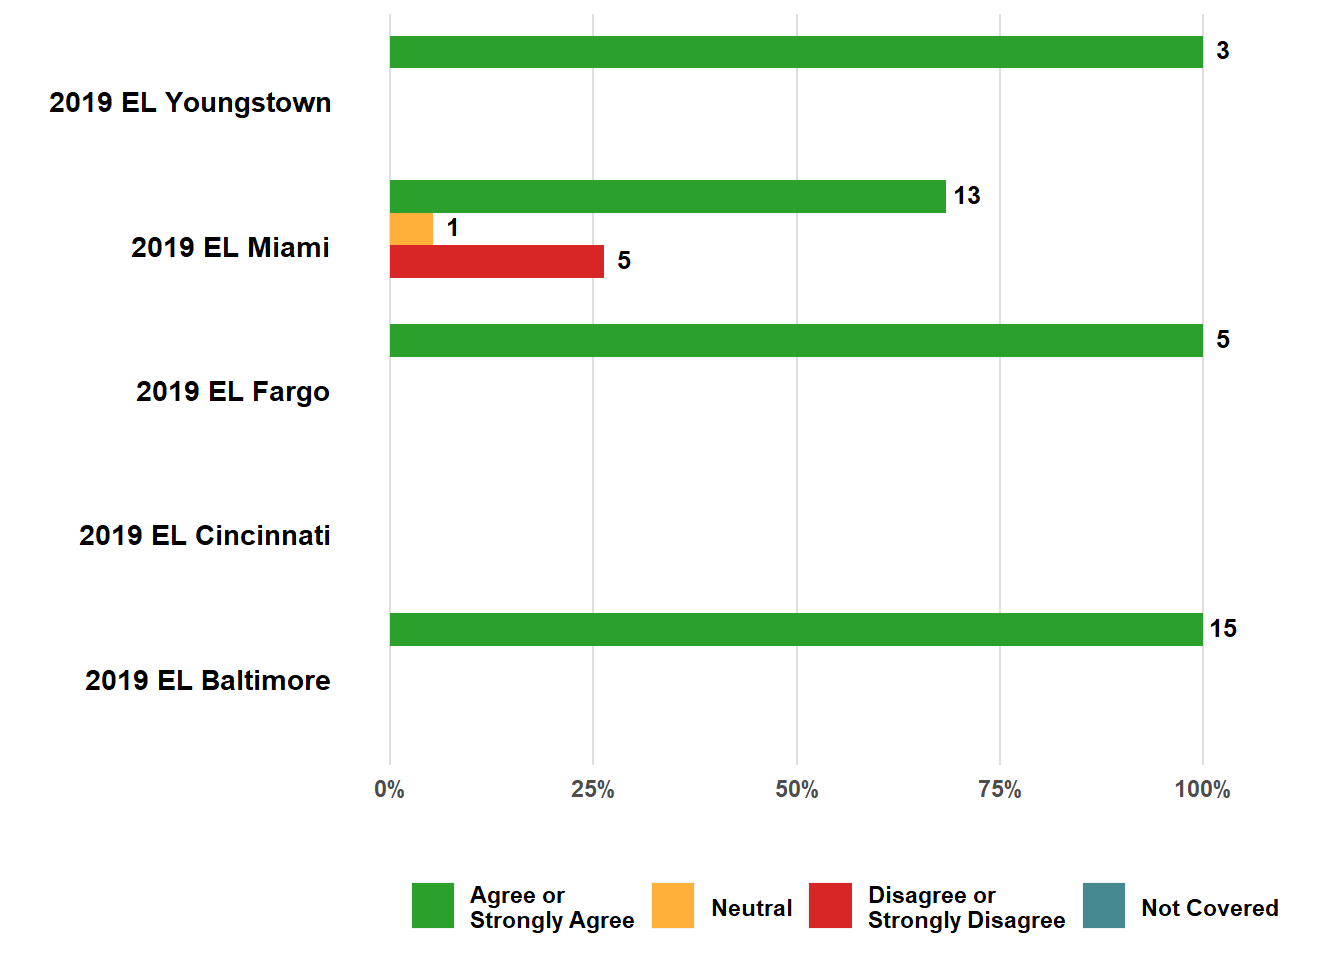 3
2019 EL Youngstown
13
1
2019 EL Miami
5
5
2019 EL Fargo
2019 EL Cincinnati
15
2019 EL Baltimore
0% 25% 50% 75% 100%
Agree or
Strongly Agree
Neutral
Disagree or
Strongly Disagree
Not Covered